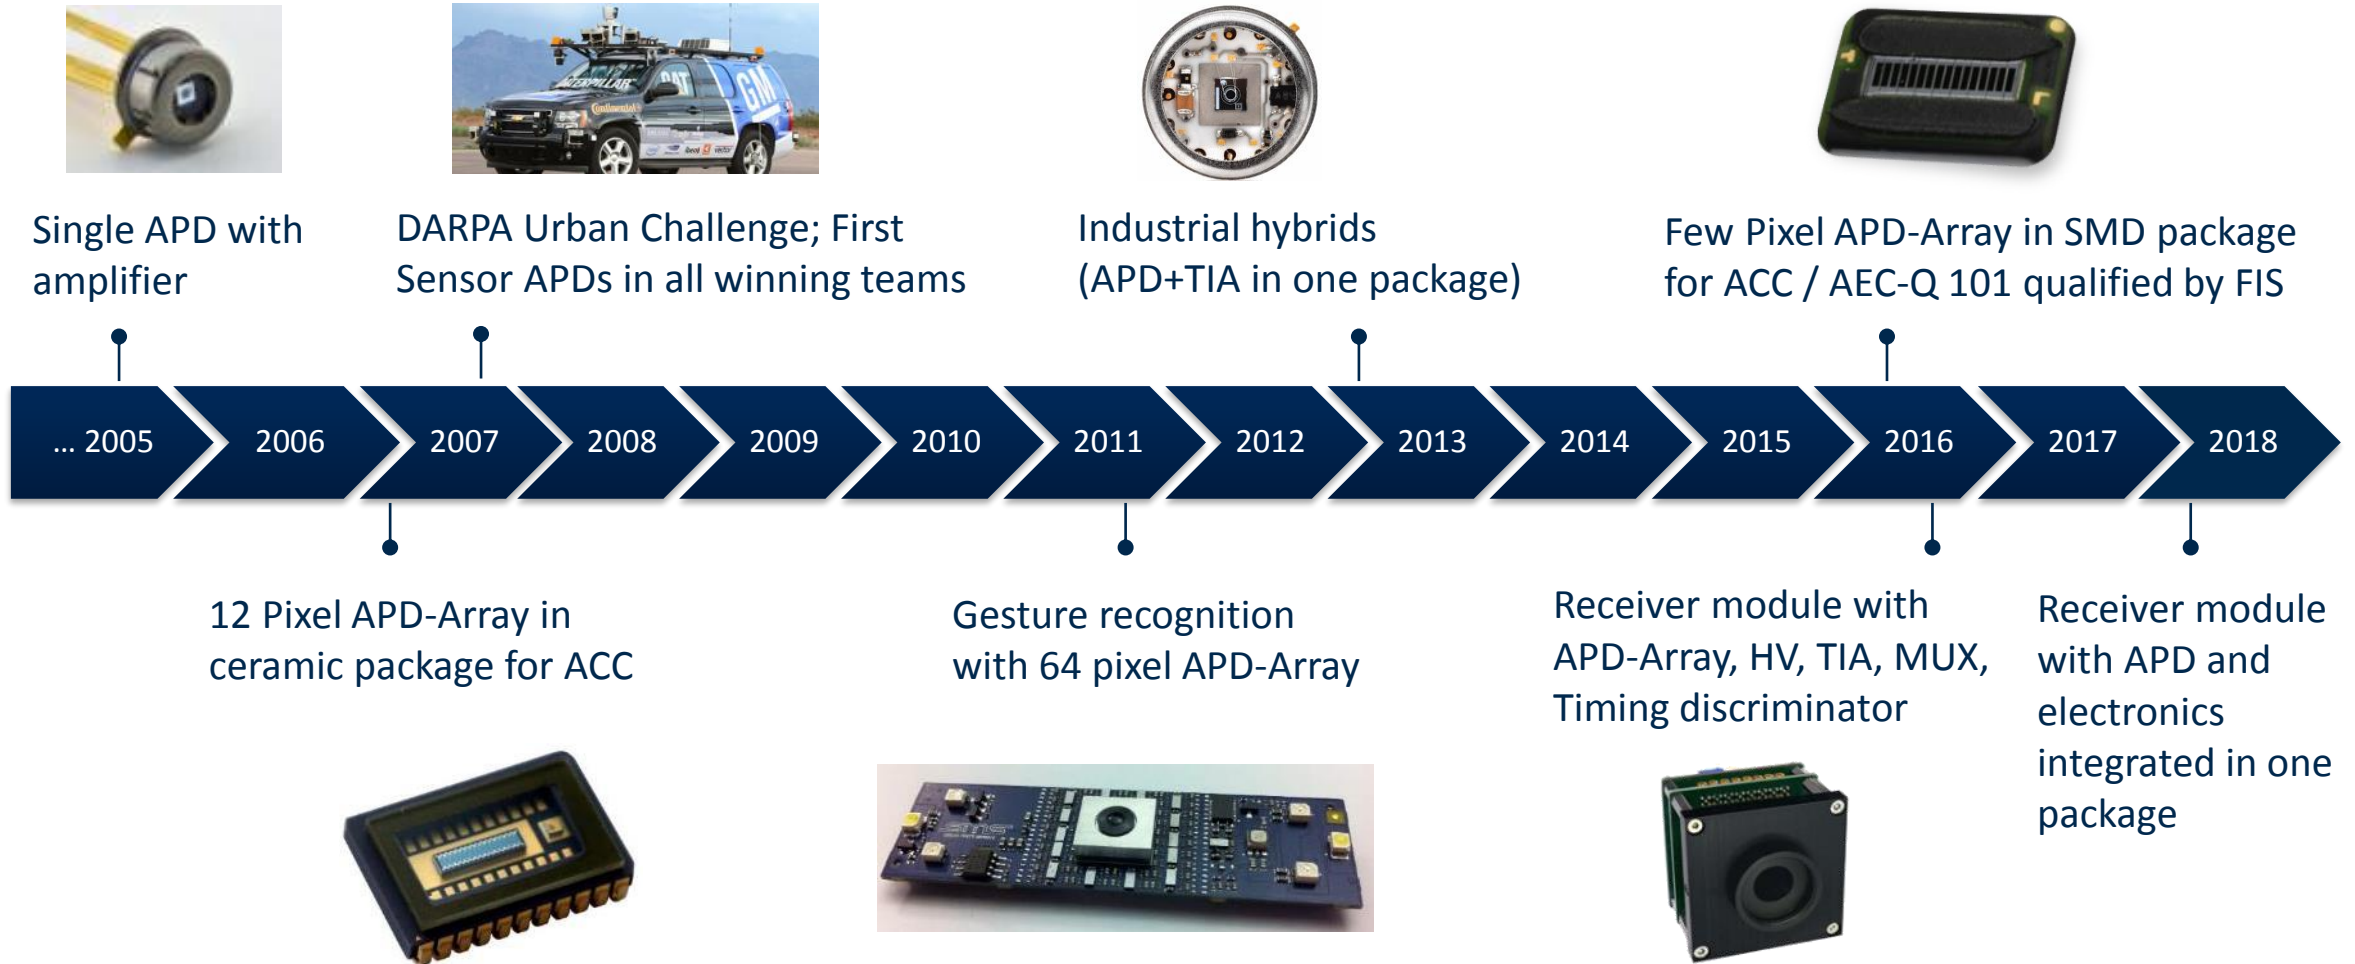 Single APD with
amplifier
DARPA Urban Challenge; First
Sensor APDs in all winning teams
Industrial hybrids
(APD+TIA in one package)
Few Pixel APD-Array in SMD package
for ACC / AEC-Q 101 qualified by FIS
CATERPILLAR
CAT
GM
Continental
... 2005
2006
2007
2008
2009
2010
2011
2012
2013
2014
2015
2016
2017
2018
12 Pixel APD-Array in
ceramic package for ACC
Gesture recognition
with 64 pixel APD-Array
Receiver module with
APD-Array, HV, TIA, MUX,
Timing discriminator
Receiver module
with APD and
electronics
integrated in one
package